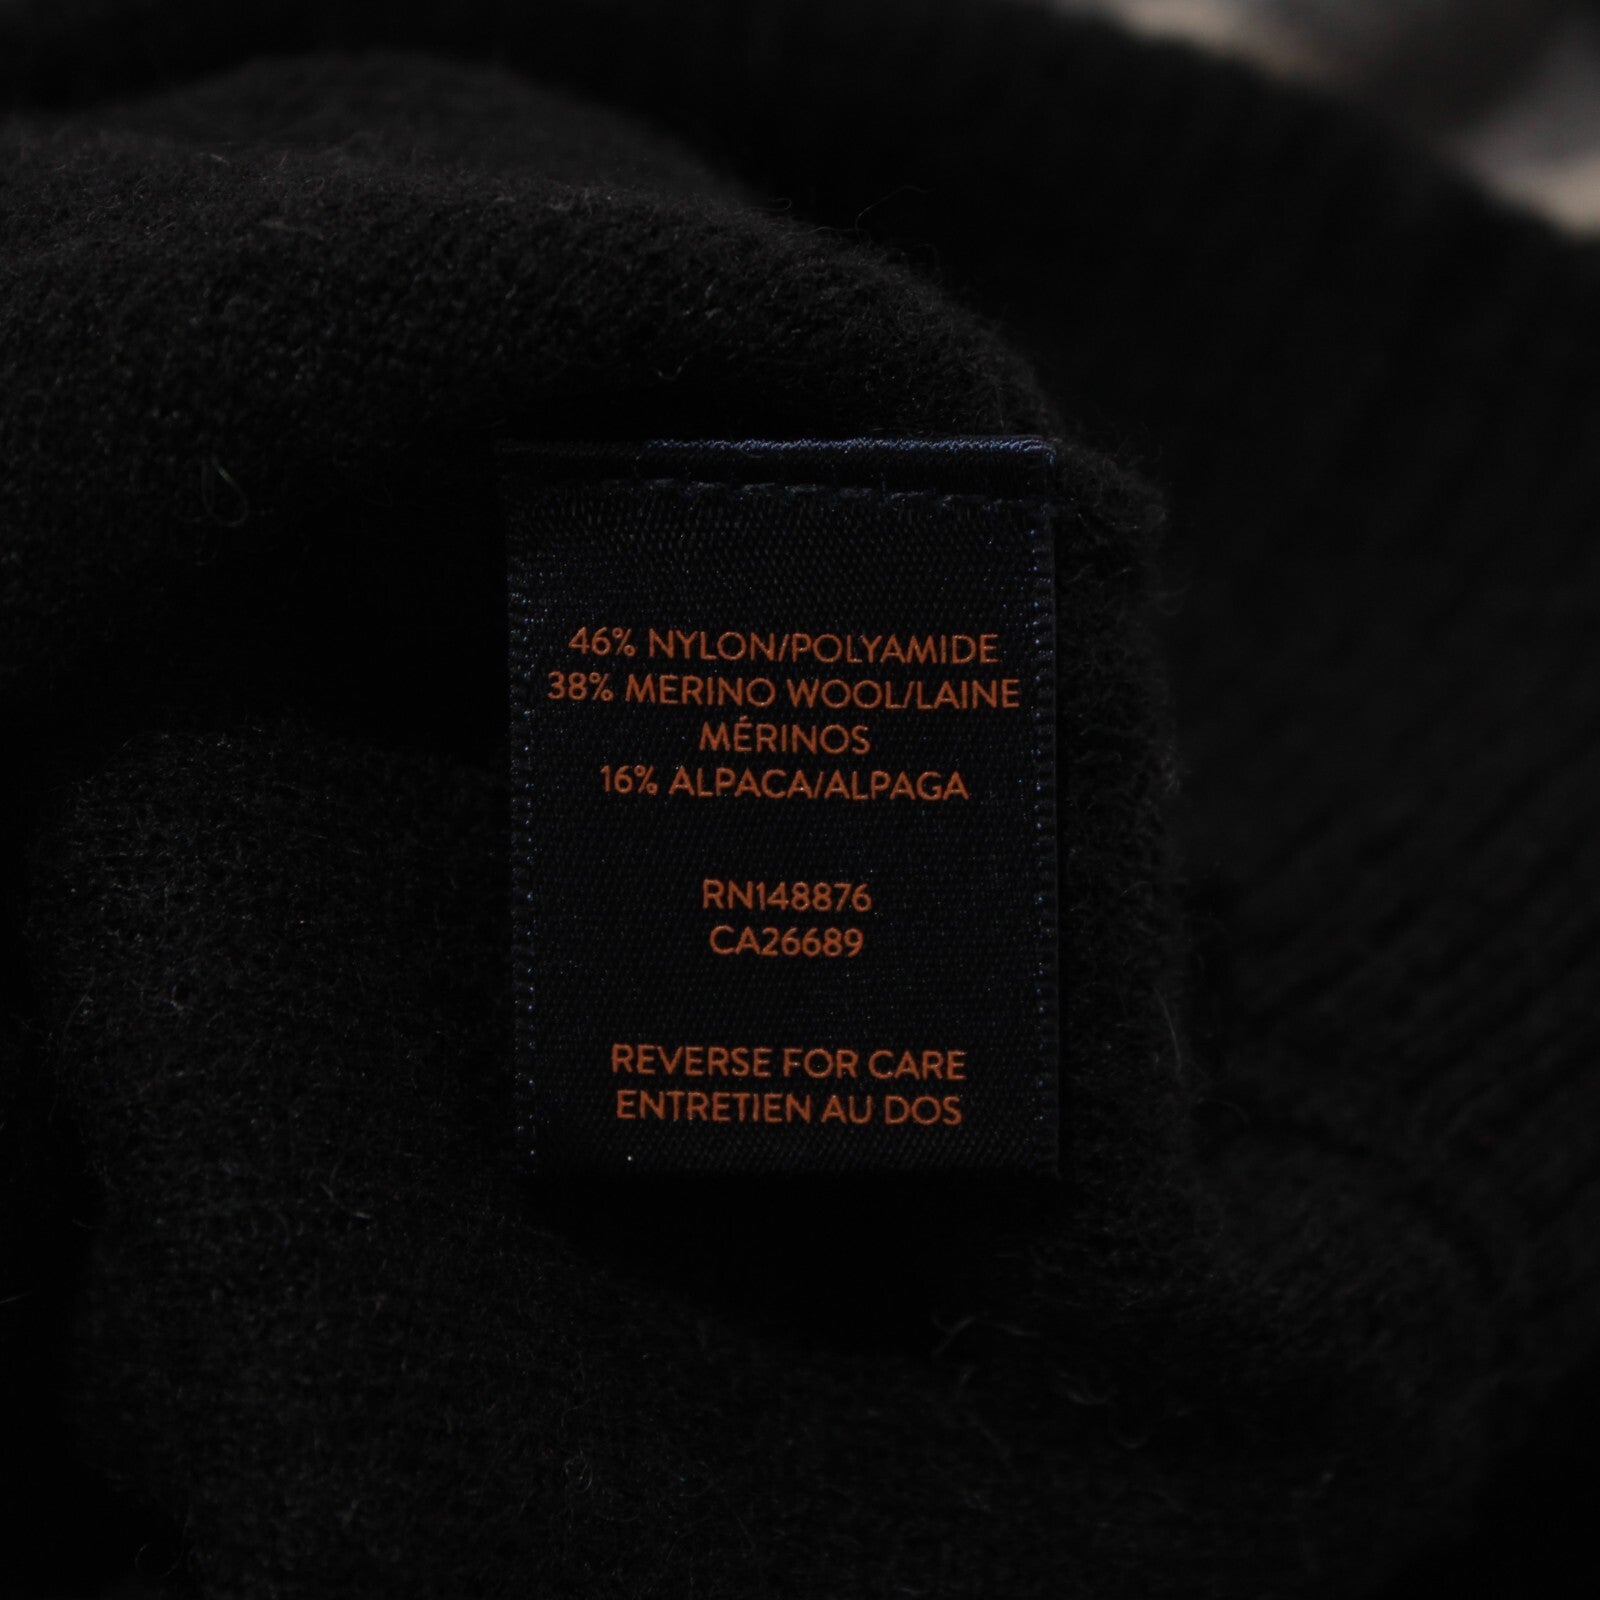 46% NYLON/POLYAMIDE
38% MERINO WOOL/LAINE
MÉRINOS
16% ALPACA/ALPAGA
RN148876
CA26689
REVERSE FOR CARE
ENTRETIEN AU DOS